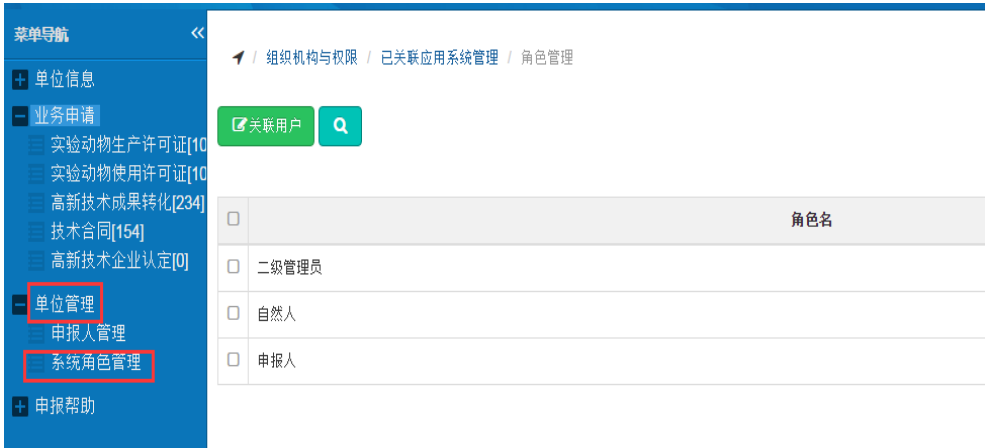 菜单导航 «
单位信息
业务申请
实验动物生产许可证[10
实验动物使用许可证[10
高新技术成果转化[234]
技术合同[154]
高新技术企业认定[0]
单位管理
申报人管理
系统角色管理
申报帮助
/ 组织机构与权限 / 已关联应用系统管理 / 角色管理
关联用户
角色名
二级管理员
自然人
申报人